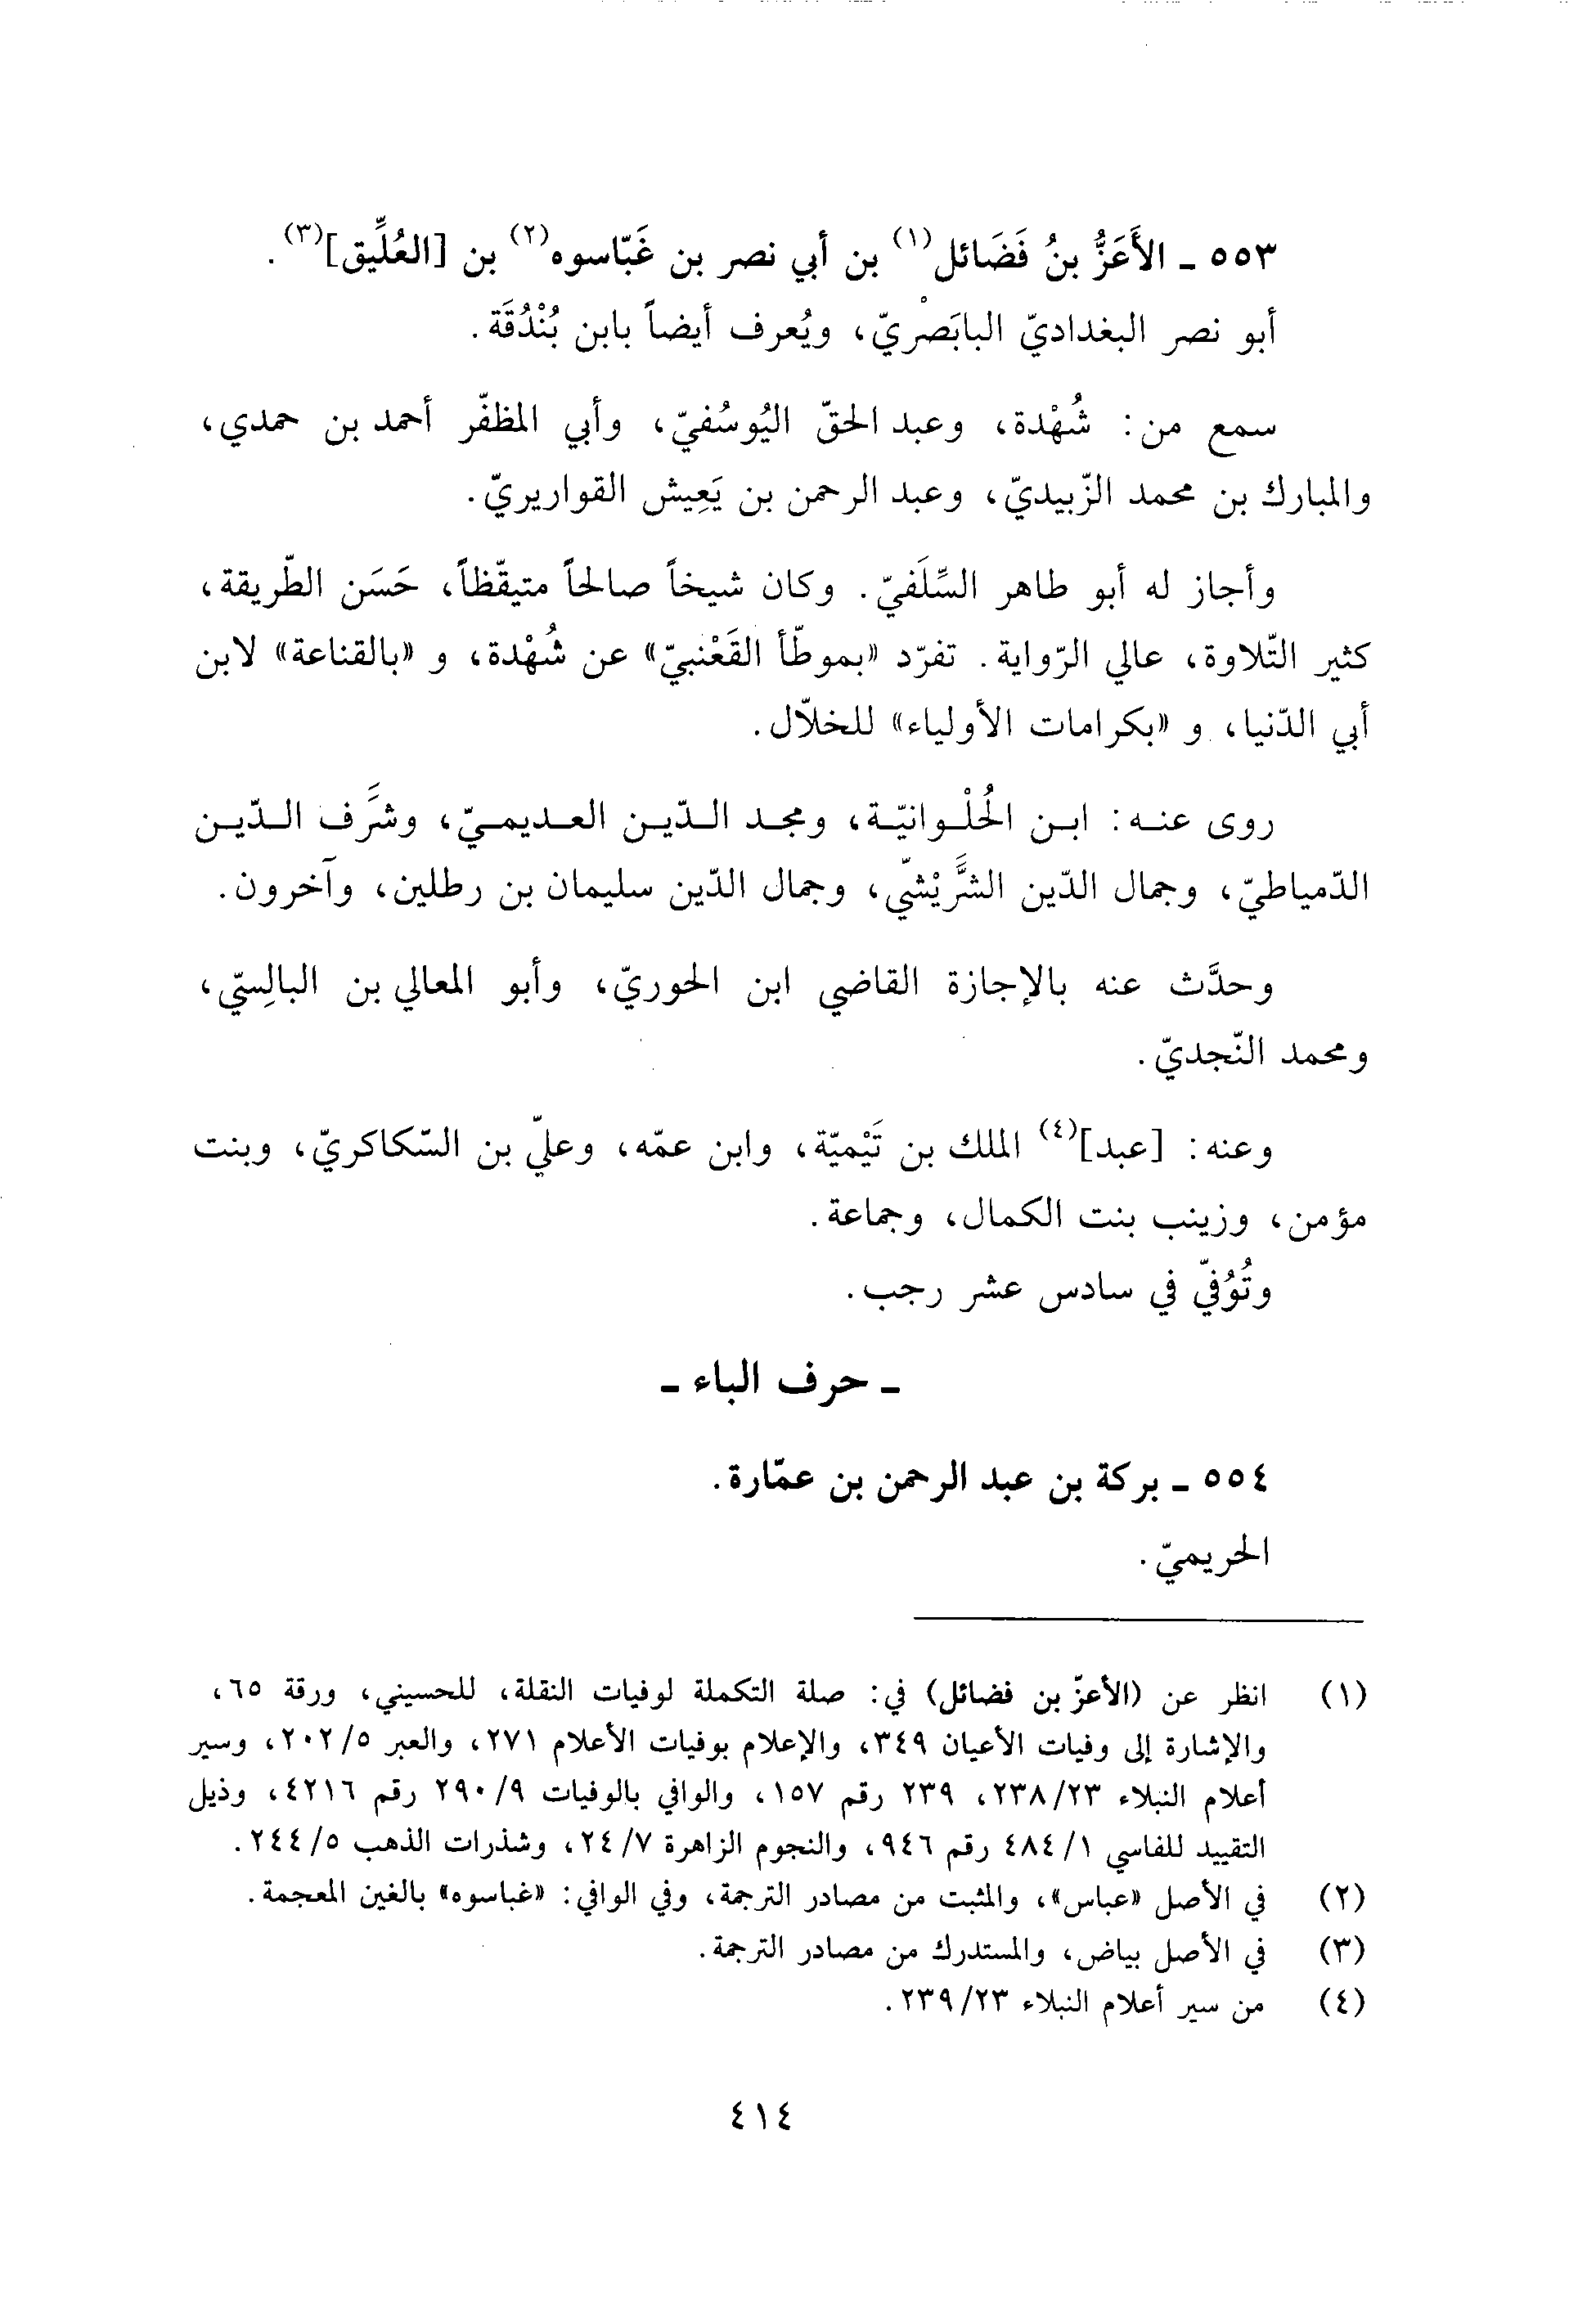 ٥٥٣ - الأَعَزُّ بنُ فَضَائل(١) بن أبي نصر بن غَبّاسوه(٢) بن [العُلِّيق](٣).
أبو نصر البغداديّ البابَصْريّ، ويُعرف أيضاً بابن بُنْدُقَة.
سمع من: شُهْدة، وعبد الحقّ اليُوسُفيّ، وأبي المظفّر أحمد بن حمدي،
والمبارك بن محمد الزّبيديّ، وعبد الرحمن بن يَعِيش القواريريّ.
وأجاز له أبو طاهر السِّلَفيّ. وكان شيخاً صالحاً متيقّظاً، حَسَن الطّريقة،
كثير التّلاوة، عالي الرّواية. تفرّد «بموطّأ القَعْنبيّ» عن شُهْدة، و «بالقناعة» لابن
أبي الدّنيا، و «بكرامات الأولياء» للخلاّل.
روى عنه: ابن الحُلْوانيّة، ومجد الدّين العديميّ، وشَرَف الدّين
الدّمياطيّ، وجمال الدّين الشَّرَيْشيّ، وجمال الدّين سليمان بن رطلين، وآخرون.
وحدَّث عنه بالإجازة القاضي ابن الحوريّ، وأبو المعالي بن البالِسيّ،
ومحمد النّجديّ.
وعنه: [عبد](٤) الملك بن تَيْميّة، وابن عمّه، وعليّ بن السّكاكريّ، وبنت
مؤمن، وزينب بنت الكمال، وجماعة.
وتُوُفّي في سادس عشر رجب.
- حرف الباء -
٥٥٤ - بركة بن عبد الرحمن بن عمّارة.
الحريميّ.
(١) انظر عن (الأعزّ بن فضائل) في: صلة التكملة لوفيات النقلة، للحسيني، ورقة ٦٥،
والإشارة إلى وفيات الأعيان ٣٤٩، والإعلام بوفيات الأعلام ٢٧١، والعبر ٢٠٢/٥، وسير
أعلام النبلاء ٢٣٨/٢٣، ٢٣٩ رقم ١٥٧، والوافي بالوفيات ٢٩٠/٩ رقم ٤٢١٦، وذيل
التقييد للفاسي ٤٨٤/١ رقم ٩٤٦، والنجوم الزاهرة ٢٤/٧، وشذرات الذهب ٢٤٤/٥.
(٢) في الأصل «عباس»، والمثبت من مصادر الترجمة، وفي الوافي: «غباسوه» بالغين المعجمة.
(٣) في الأصل بياض، والمستدرك من مصادر الترجمة.
(٤) من سير أعلام النبلاء ٢٣٩/٢٣.
٤١٤